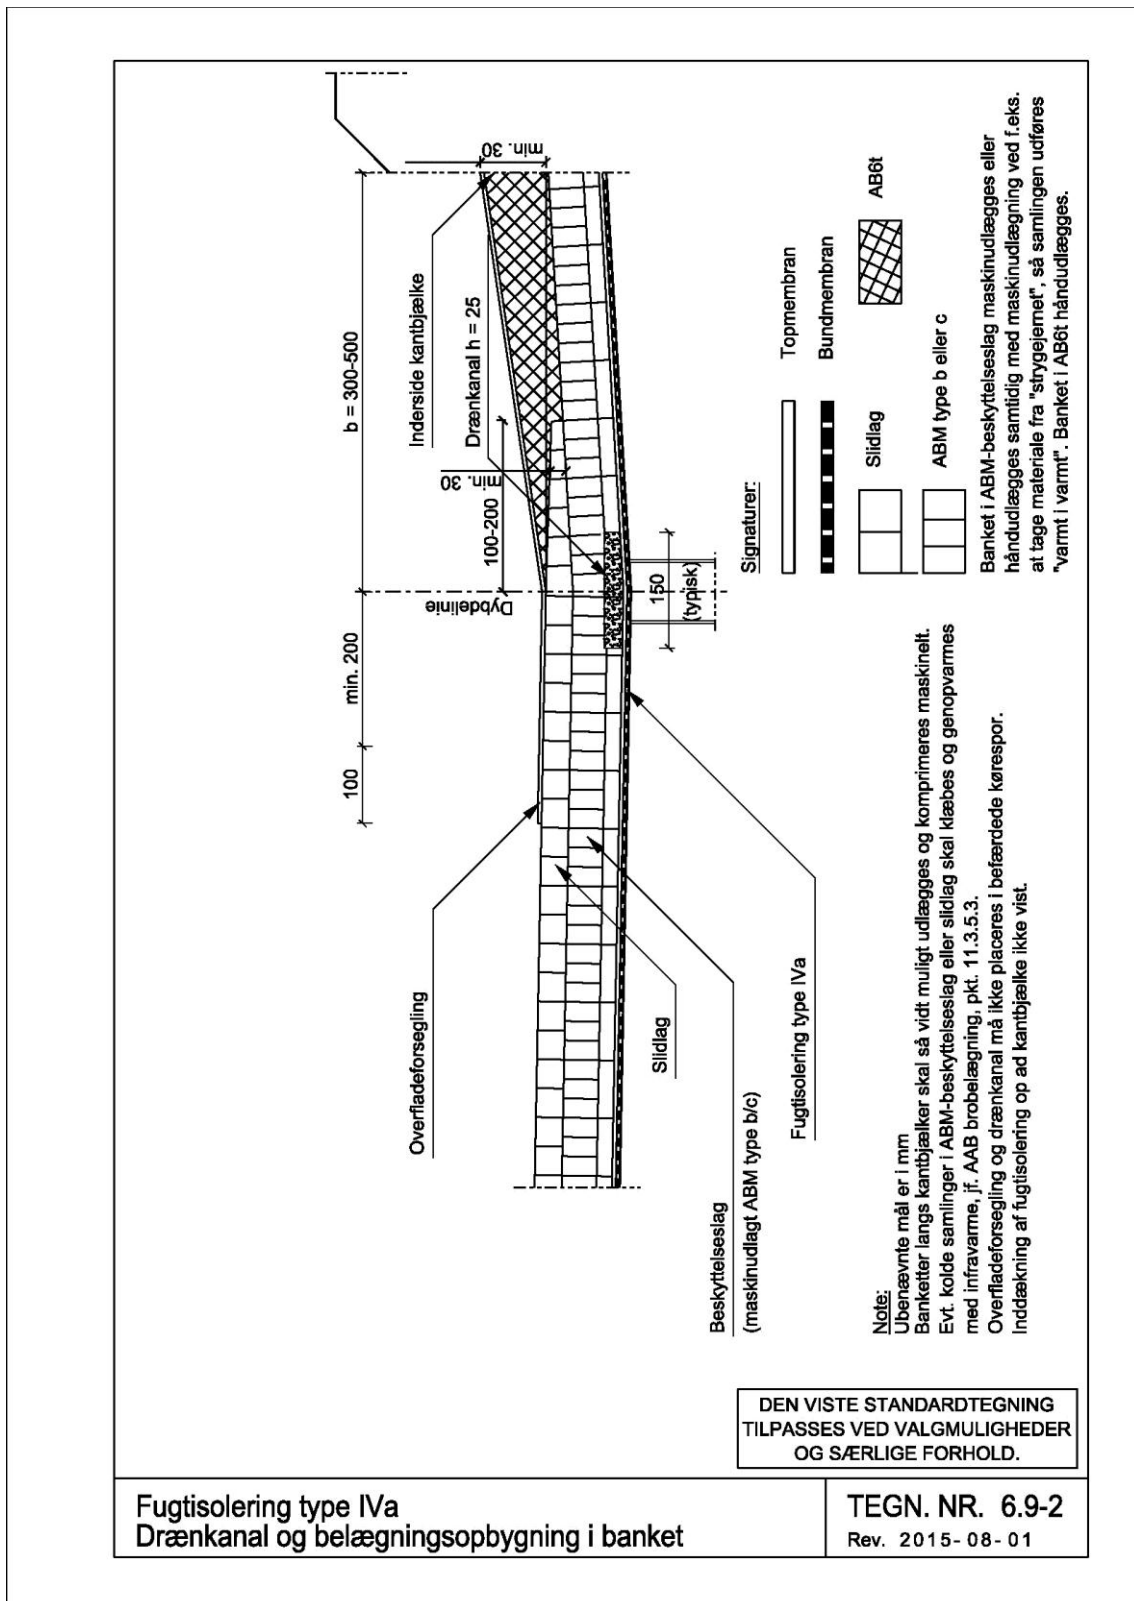 b = 300-500
min. 200
100
min. 30
Inderside kantbjælke
Drænkanal h = 25
min. 30
100-200
Dybdelinie
150
(typisk)
Overfladeforsegling
Slidlag
Beskyttelseslag
(maskinudlagt ABM type b/c)
Fugtisolering type IVa
Signaturer:
Topmembran
Bundmembran
Slidlag
AB6t
ABM type b eller c
Banket i ABM-beskyttelseslag maskinudlægges eller
håndudlægges samtidig med maskinudlægning ved f.eks.
at tage materiale fra "strygejernet", så samlingen udføres
"varmt i varmt". Banket i AB6t håndudlægges.
Note:
Ubenævnte mål er i mm
Banketter langs kantbjælker skal så vidt muligt udlægges og komprimeres maskinelt.
Evt. kolde samlinger i ABM-beskyttelseslag eller slidlag skal klæbes og genopvarmes
med infravarme, jf. AAB brobelægning, pkt. 11.3.5.3.
Overfladeforsegling og drænkanal må ikke placeres i befærdede kørespor.
Inddækning af fugtisolering op ad kantbjælke ikke vist.
DEN VISTE STANDARDTEGNING
TILPASSES VED VALGMULIGHEDER
OG SÆRLIGE FORHOLD.
Fugtisolering type IVa
Drænkanal og belægningsopbygning i banket
TEGN. NR. 6.9-2
Rev. 2015-08-01